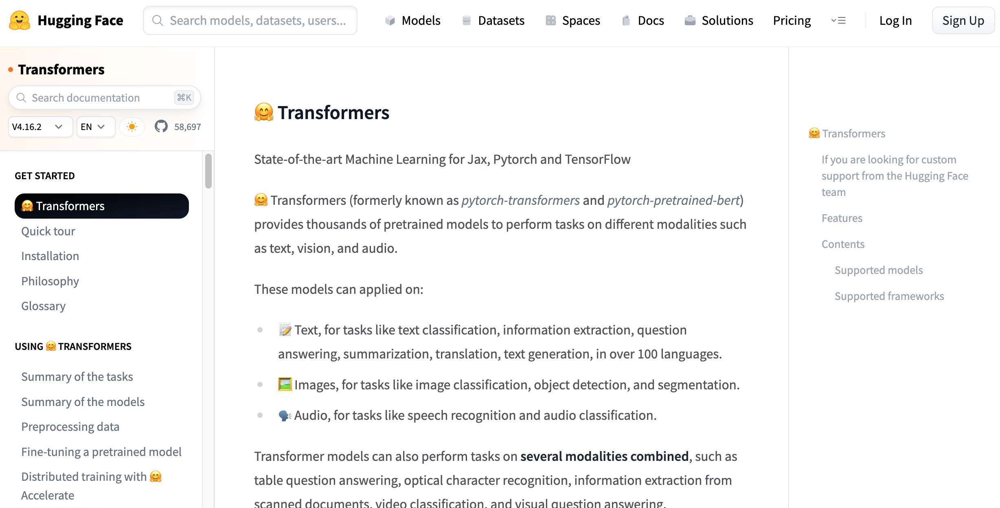 Hugging Face
Search models, datasets, users...
Models
Datasets
Spaces
Docs
Solutions
Pricing
Log In
Sign Up
Transformers
Search documentation
⌘K
V4.16.2
EN
58,697
GET STARTED
🤗 Transformers
Quick tour
Installation
Philosophy
Glossary
USING 🤗 TRANSFORMERS
Summary of the tasks
Summary of the models
Preprocessing data
Fine-tuning a pretrained model
Distributed training with 🤗
Accelerate
🤗 Transformers
State-of-the-art Machine Learning for Jax, Pytorch and TensorFlow
🤗 Transformers (formerly known as pytorch-transformers and pytorch-pretrained-bert)
provides thousands of pretrained models to perform tasks on different modalities such
as text, vision, and audio.
These models can applied on:
📝 Text, for tasks like text classification, information extraction, question
answering, summarization, translation, text generation, in over 100 languages.
🖼️ Images, for tasks like image classification, object detection, and segmentation.
🗣️ Audio, for tasks like speech recognition and audio classification.
Transformer models can also perform tasks on several modalities combined, such as
table question answering, optical character recognition, information extraction from
scanned documents, video classification, and visual question answering.
🤗 Transformers
If you are looking for custom
support from the Hugging Face
team
Features
Contents
Supported models
Supported frameworks